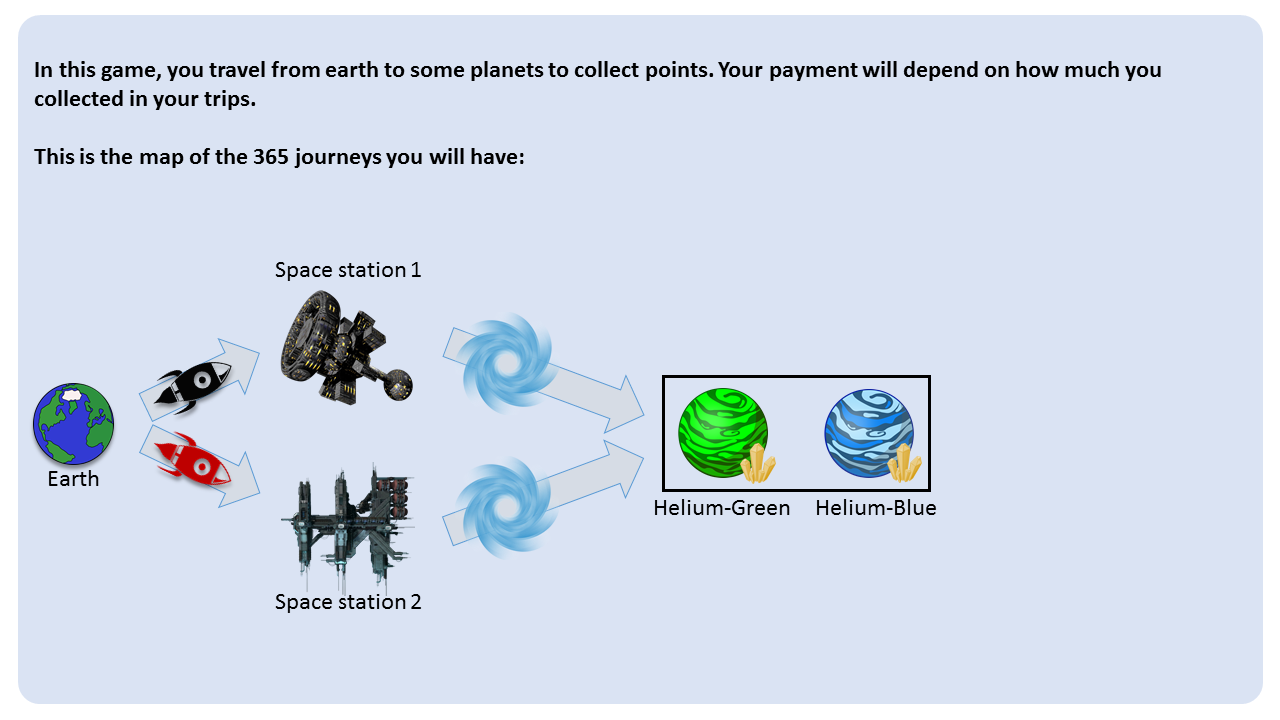 In this game, you travel from earth to some planets to collect points. Your payment will depend on how much you
collected in your trips.
This is the map of the 365 journeys you will have:
Space station 1
Earth
Helium-Green
Helium-Blue
Space station 2